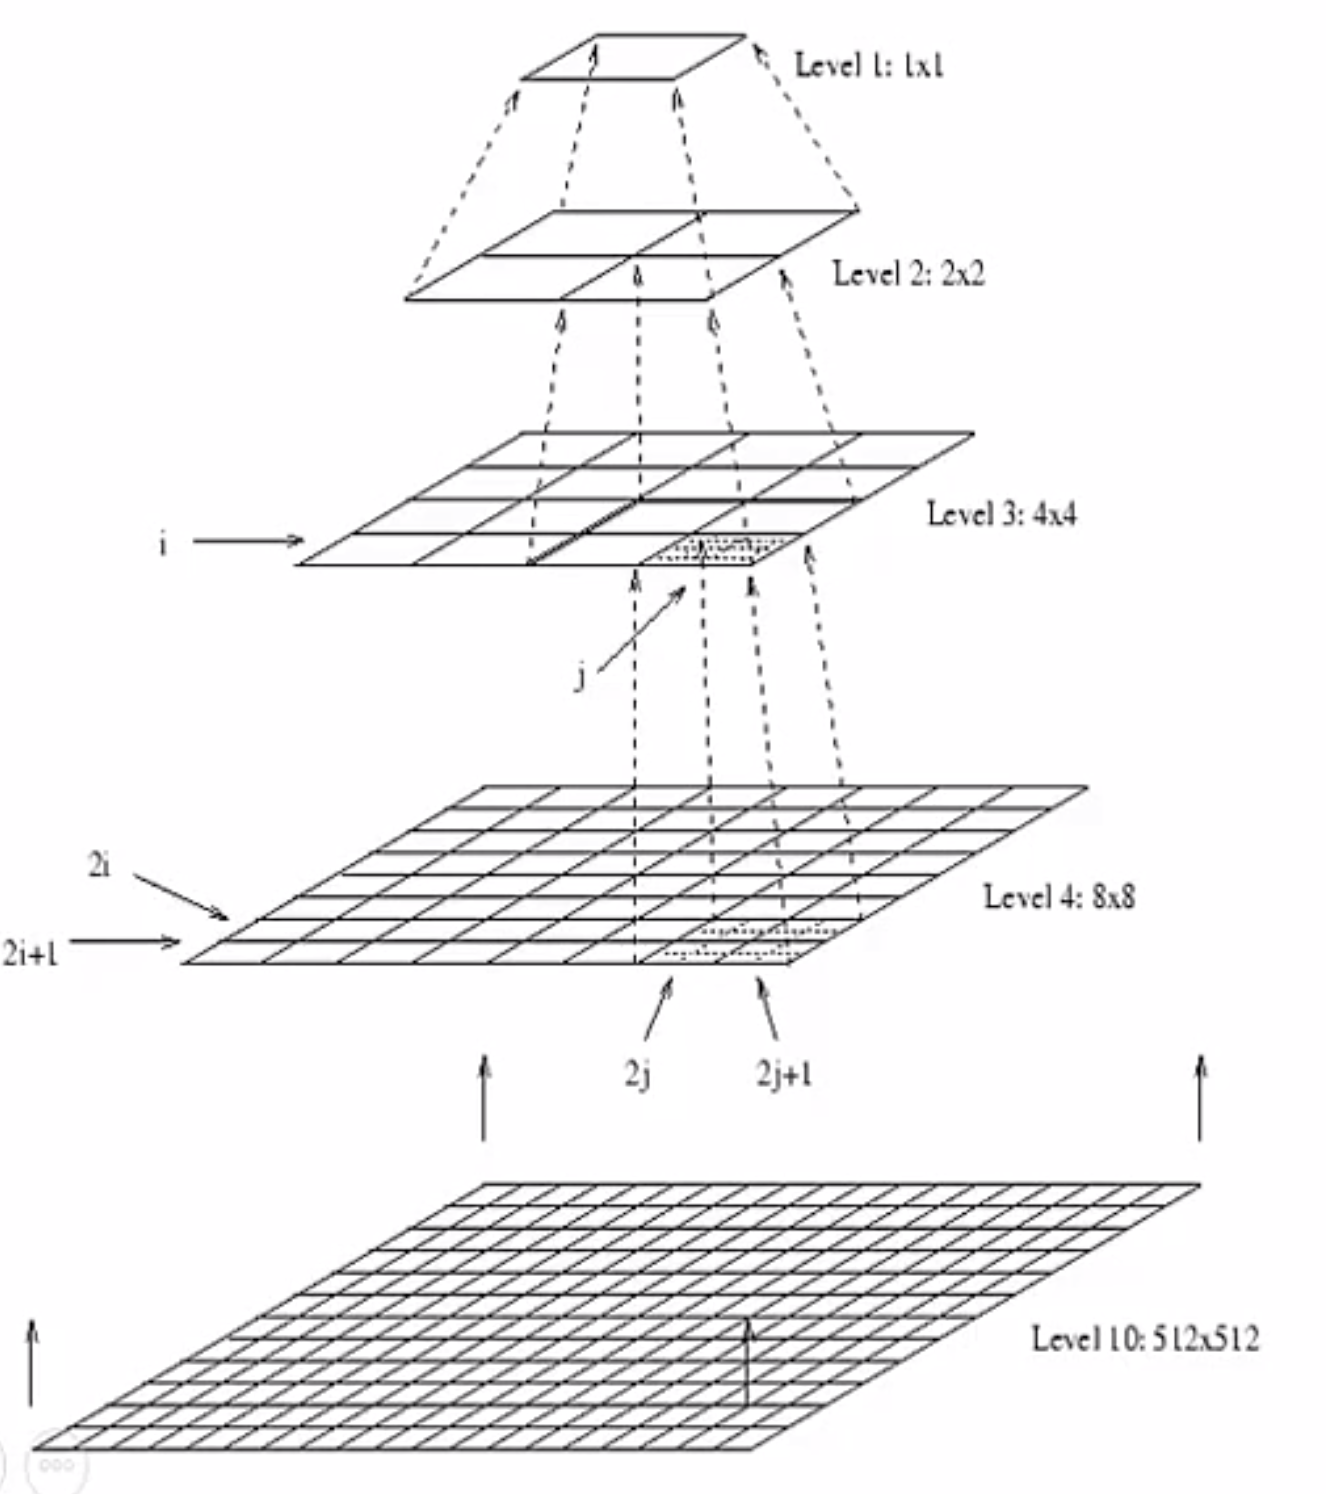 Level 1: 1x1
Level 2: 2x2
Level 3: 4x4
i
j
2i
Level 4: 8x8
2i+1
2j
2j+1
Level 10: 512x512